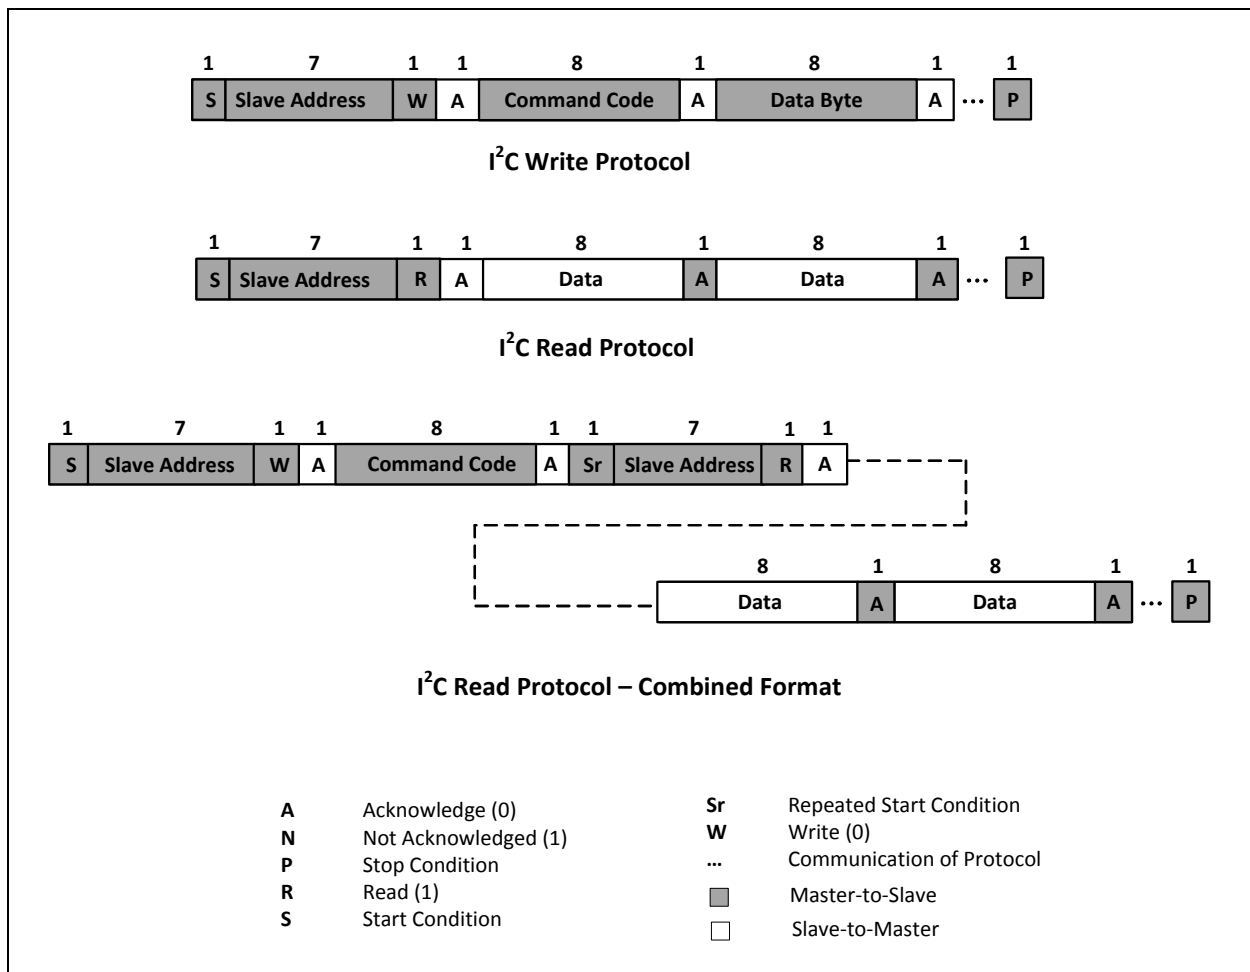 1 7 1 1 8 1 8 1 1
S Slave Address W A Command Code A Data Byte A ... P
I²C Write Protocol
1 7 1 1 8 1 8 1 1
S Slave Address R A Data A Data A ... P
I²C Read Protocol
1 7 1 1 8 1 1 7 1 1
S Slave Address W A Command Code A Sr Slave Address R A
8 1 8 1 1
Data A Data A ... P
I²C Read Protocol – Combined Format
A Acknowledge (0)
N Not Acknowledged (1)
P Stop Condition
R Read (1)
S Start Condition
Sr Repeated Start Condition
W Write (0)
... Communication of Protocol
Master-to-Slave
Slave-to-Master